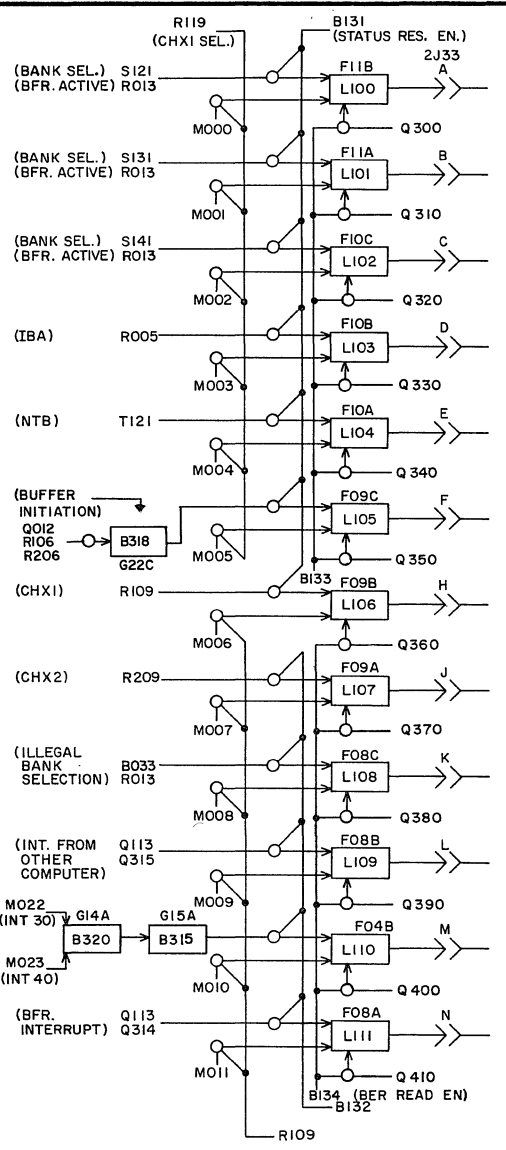 R119 B131
(CHX1 SEL.) (STATUS RES. EN.)
2J33
(BANK SEL.) S121 F11B A
(BFR. ACTIVE) R013 L100
M000 Q300
(BANK SEL.) S131 F11A B
(BFR. ACTIVE) R013 L101
M001 Q310
(BANK SEL.) S141 F10C C
(BFR. ACTIVE) R013 L102
M002 Q320
(IBA) R005 F10B D
L103
M003 Q330
(NTB) T121 F10A E
L104
M004 Q340
(BUFFER INITIATION) F09C F
Q012
R106 B318 L105
R206 G22C M005 Q350
B133
(CHX1) R109 F09B H
L106
M006 Q360
(CHX2) R209 F09A J
L107
M007 Q370
(ILLEGAL BANK SELECTION) B033 R013 F08C K
L108
M008 Q380
(INT. FROM OTHER COMPUTER) Q113 Q315 F08B L
L109
M009 Q390
M022 (INT 30) G14A G15A F04B M
B320 B315 L110
M023 (INT 40) M010 Q400
(BFR. INTERRUPT) Q113 Q314 F08A N
L111
M011 Q410
B134 (BER READ EN)
B132
R109